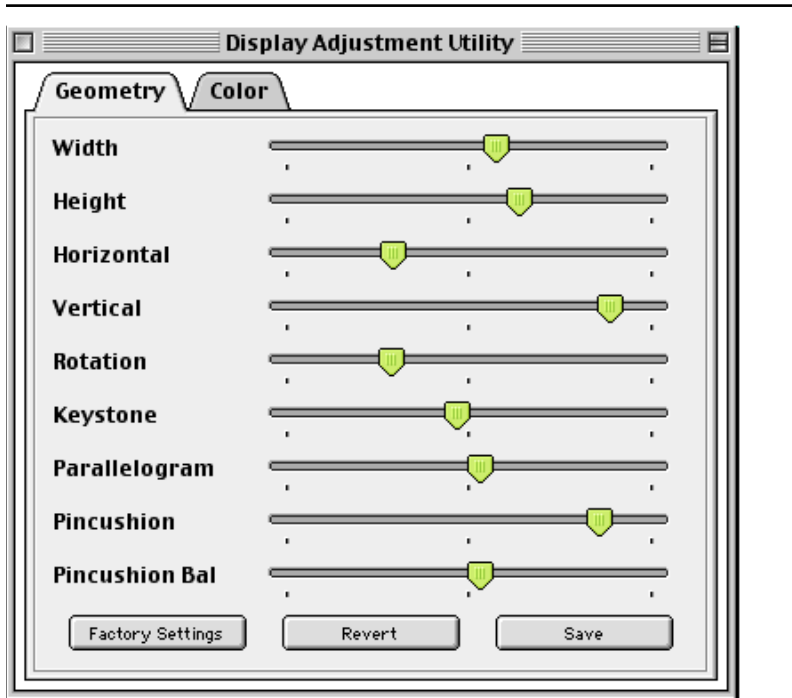 Display Adjustment Utility
Geometry Color
Width
Height
Horizontal
Vertical
Rotation
Keystone
Parallelogram
Pincushion
Pincushion Bal
Factory Settings Revert Save